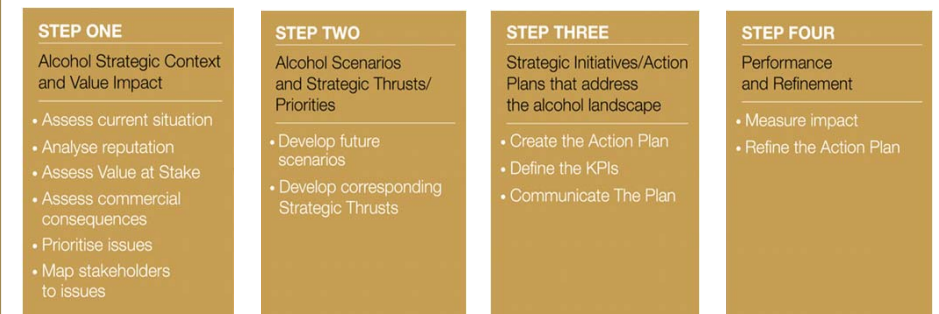 STEP ONE
Alcohol Strategic Context
and Value Impact
• Assess current situation
• Analyse reputation
• Assess Value at Stake
• Assess commercial
consequences
• Prioritise issues
• Map stakeholders
to issues
STEP TWO
Alcohol Scenarios
and Strategic Thrusts/
Priorities
• Develop future
scenarios
• Develop corresponding
Strategic Thrusts
STEP THREE
Strategic Initiatives/Action
Plans that address
the alcohol landscape
• Create the Action Plan
• Define the KPIs
• Communicate The Plan
STEP FOUR
Performance
and Refinement
• Measure impact
• Refine the Action Plan